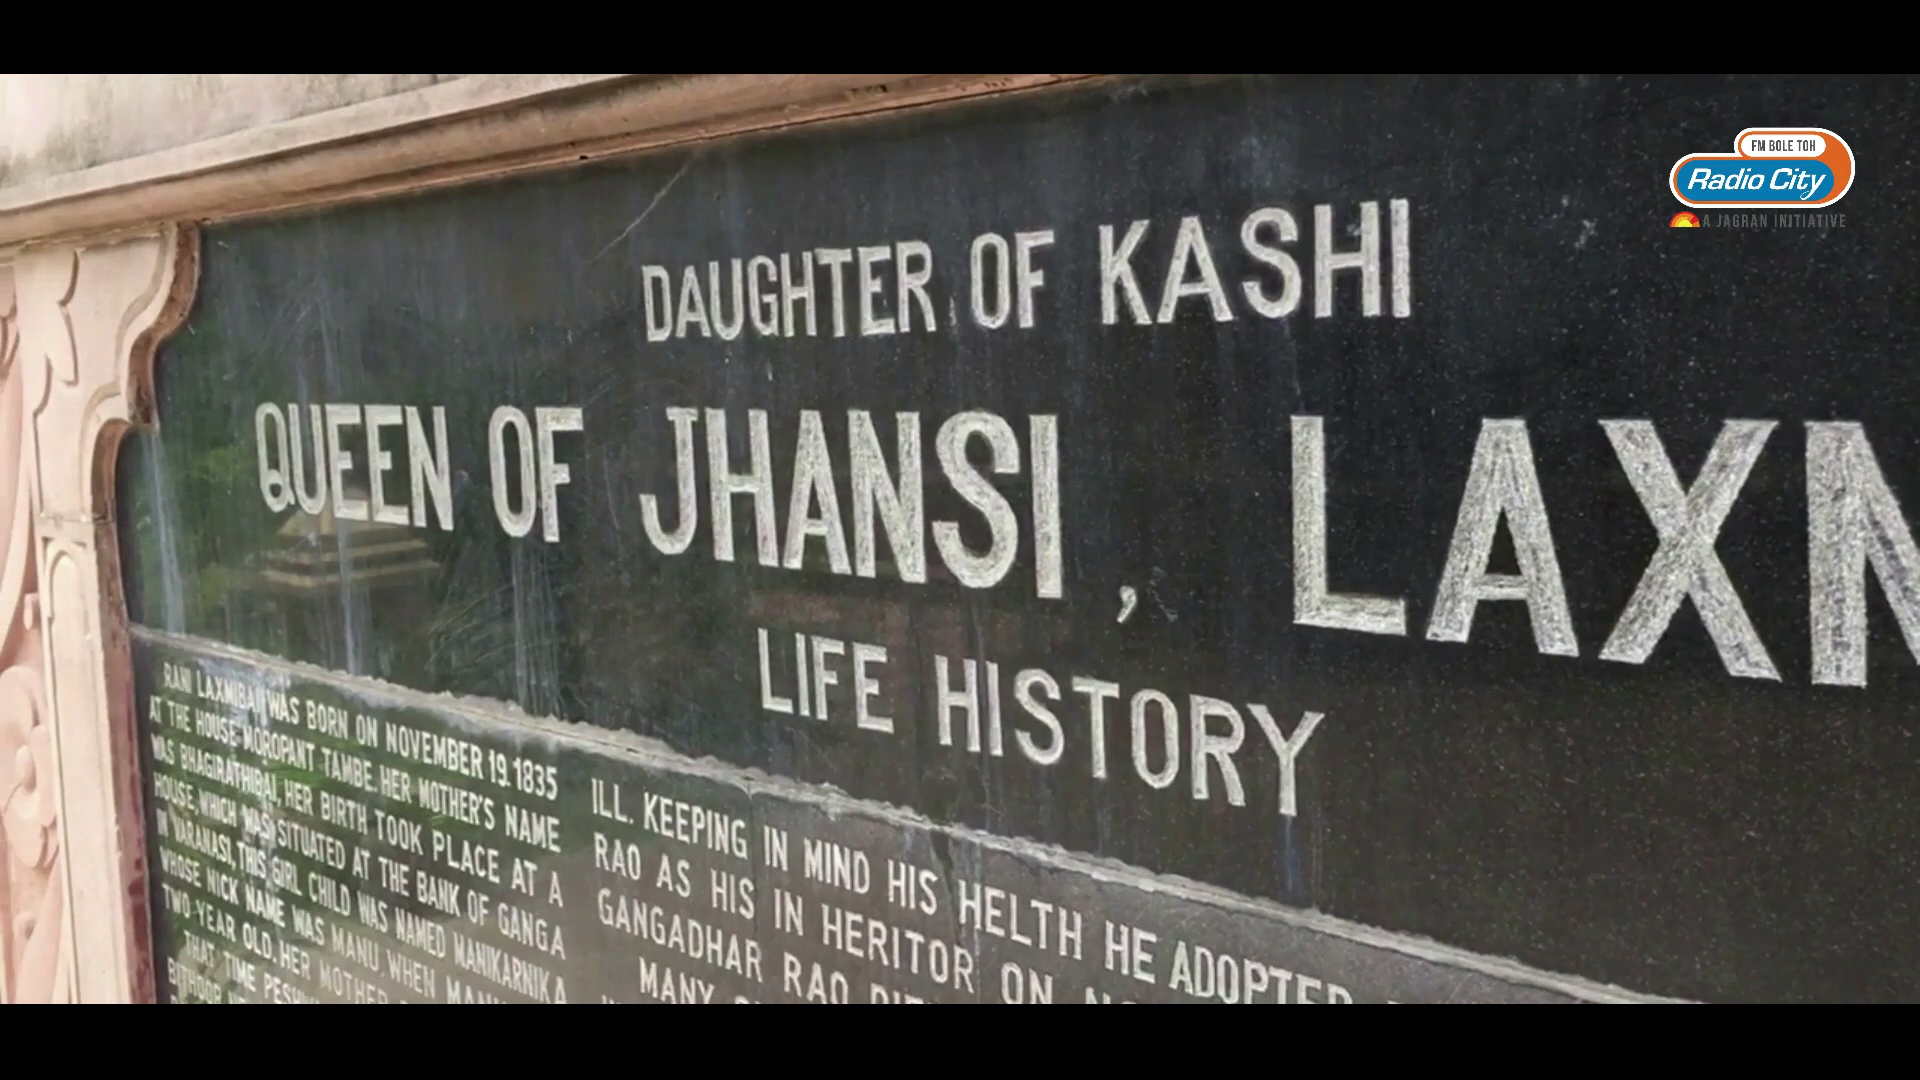 FM BOLE TOH
Radio City
A JAGRAN INITIATIVE
DAUGHTER OF KASHI
QUEEN OF JHANSI , LAXM
LIFE HISTORY
RANI LAXMIBAI WAS BORN ON NOVEMBER 19.1835
AT THE HOUSE MOROPANT TAMBE. HER MOTHER'S NAME
WAS BHAGIRATHIBAI, HER BIRTH TOOK PLACE AT A
HOUSE, WHICH WAS SITUATED AT THE BANK OF GANGA
IN VARANASI, THIS GIRL CHILD WAS NAMED MANIKARNIKA
WHOSE NICK NAME WAS MANU. WHEN
TWO YEAR OLD. HER MOTHER
THAT TIME
BITHOOR
ILL. KEEPING IN MIND HIS HELTH HE ADOPTED
RAO AS HIS IN HERITOR ON
GANGADHAR RAO
MANY